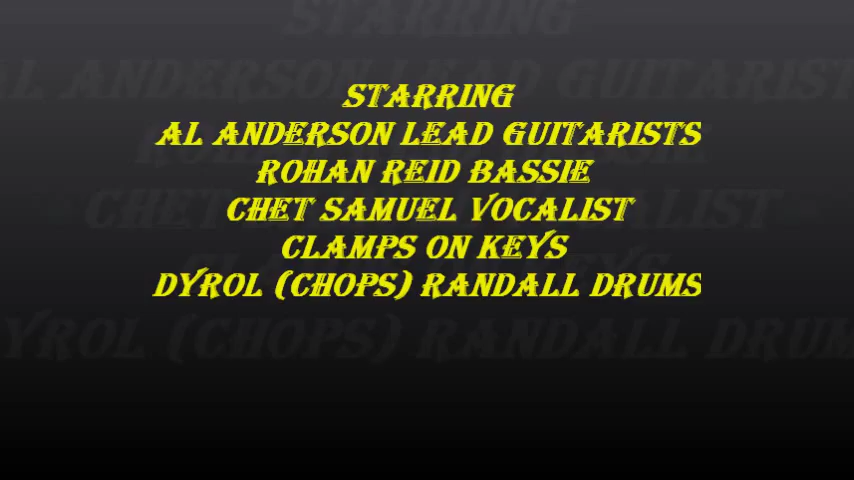 STARRING
AL ANDERSON LEAD GUITARISTS
ROHAN REID BASSIE
CHET SAMUEL VOCALIST
CLAMPS ON KEYS
DYROL (CHOPS) RANDALL DRUMS